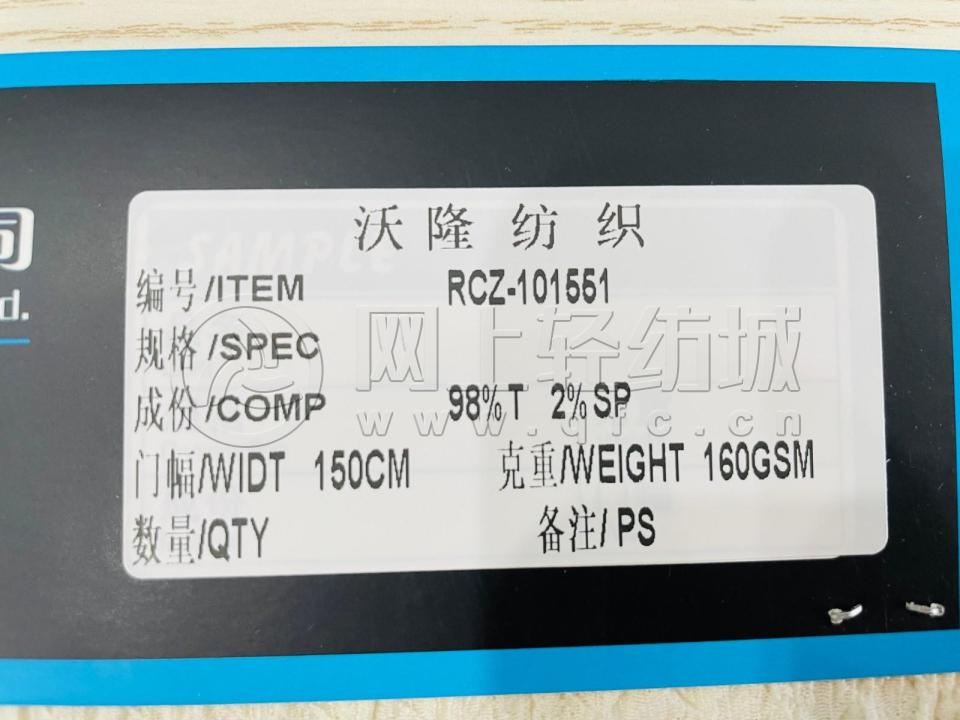 沃隆纺织
SAMPLE
编号/ITEM RCZ-101551
规格/SPEC
成份/COMP 98%T 2%SP
门幅/WIDT 150CM 克重/WEIGHT 160GSM
数量/QTY 备注/PS
网上轻纺城
www.qfc.cn
司
d.